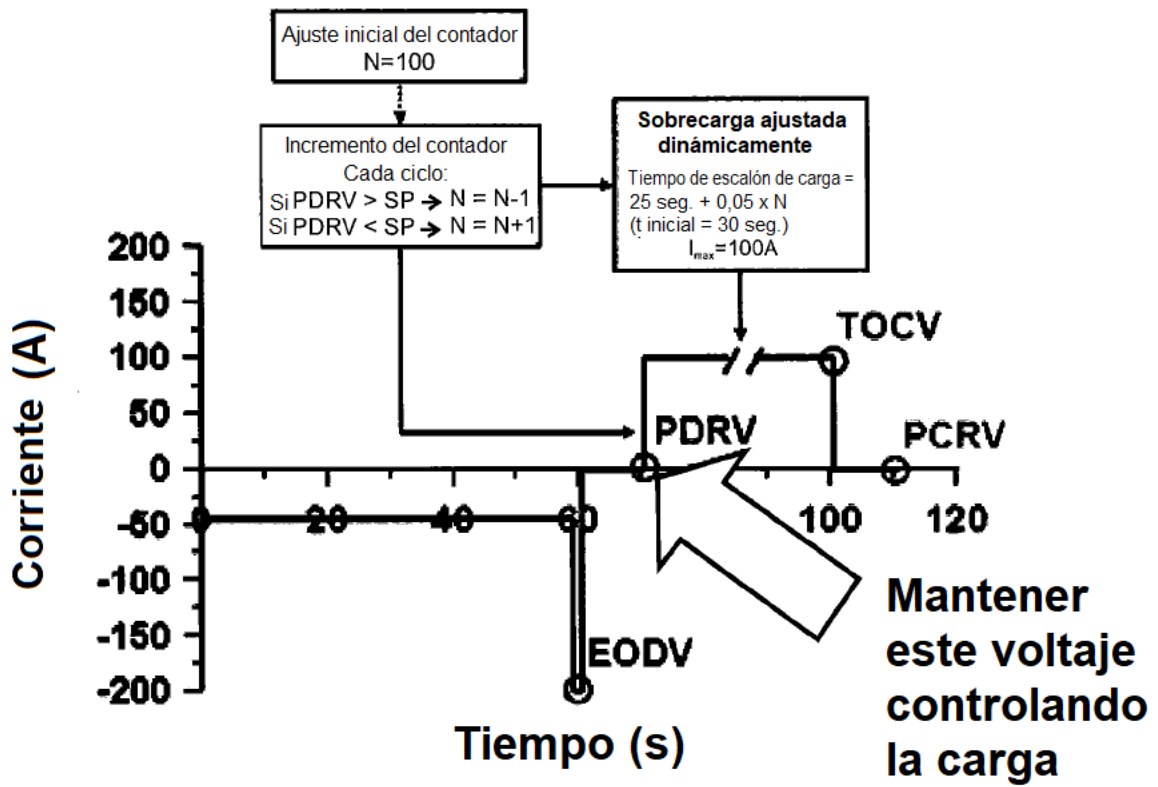 Ajuste inicial del contador
N=100
Incremento del contador
Cada ciclo:
Si PDRV > SP → N = N-1
Si PDRV < SP → N = N+1
Sobrecarga ajustada
dinámicamente
Tiempo de escalón de carga =
25 seg. + 0,05 x N
(t inicial = 30 seg.)
Imax=100A
200
150
100
50
0
-50
-100
-150
-200
Corriente (A)
TOCV
PDRV
PCRV
0
20
40
60
100
120
EODV
Tiempo (s)
Mantener
este voltaje
controlando
la carga